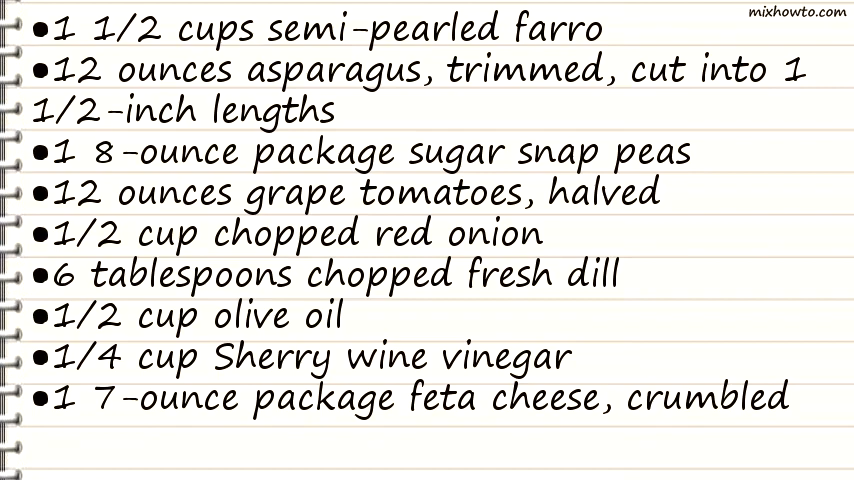 mixhowto.com
•1 1/2 cups semi-pearled farro
•12 ounces asparagus, trimmed, cut into 1
1/2-inch lengths
•1 8-ounce package sugar snap peas
•12 ounces grape tomatoes, halved
•1/2 cup chopped red onion
•6 tablespoons chopped fresh dill
•1/2 cup olive oil
•1/4 cup Sherry wine vinegar
•1 7-ounce package feta cheese, crumbled